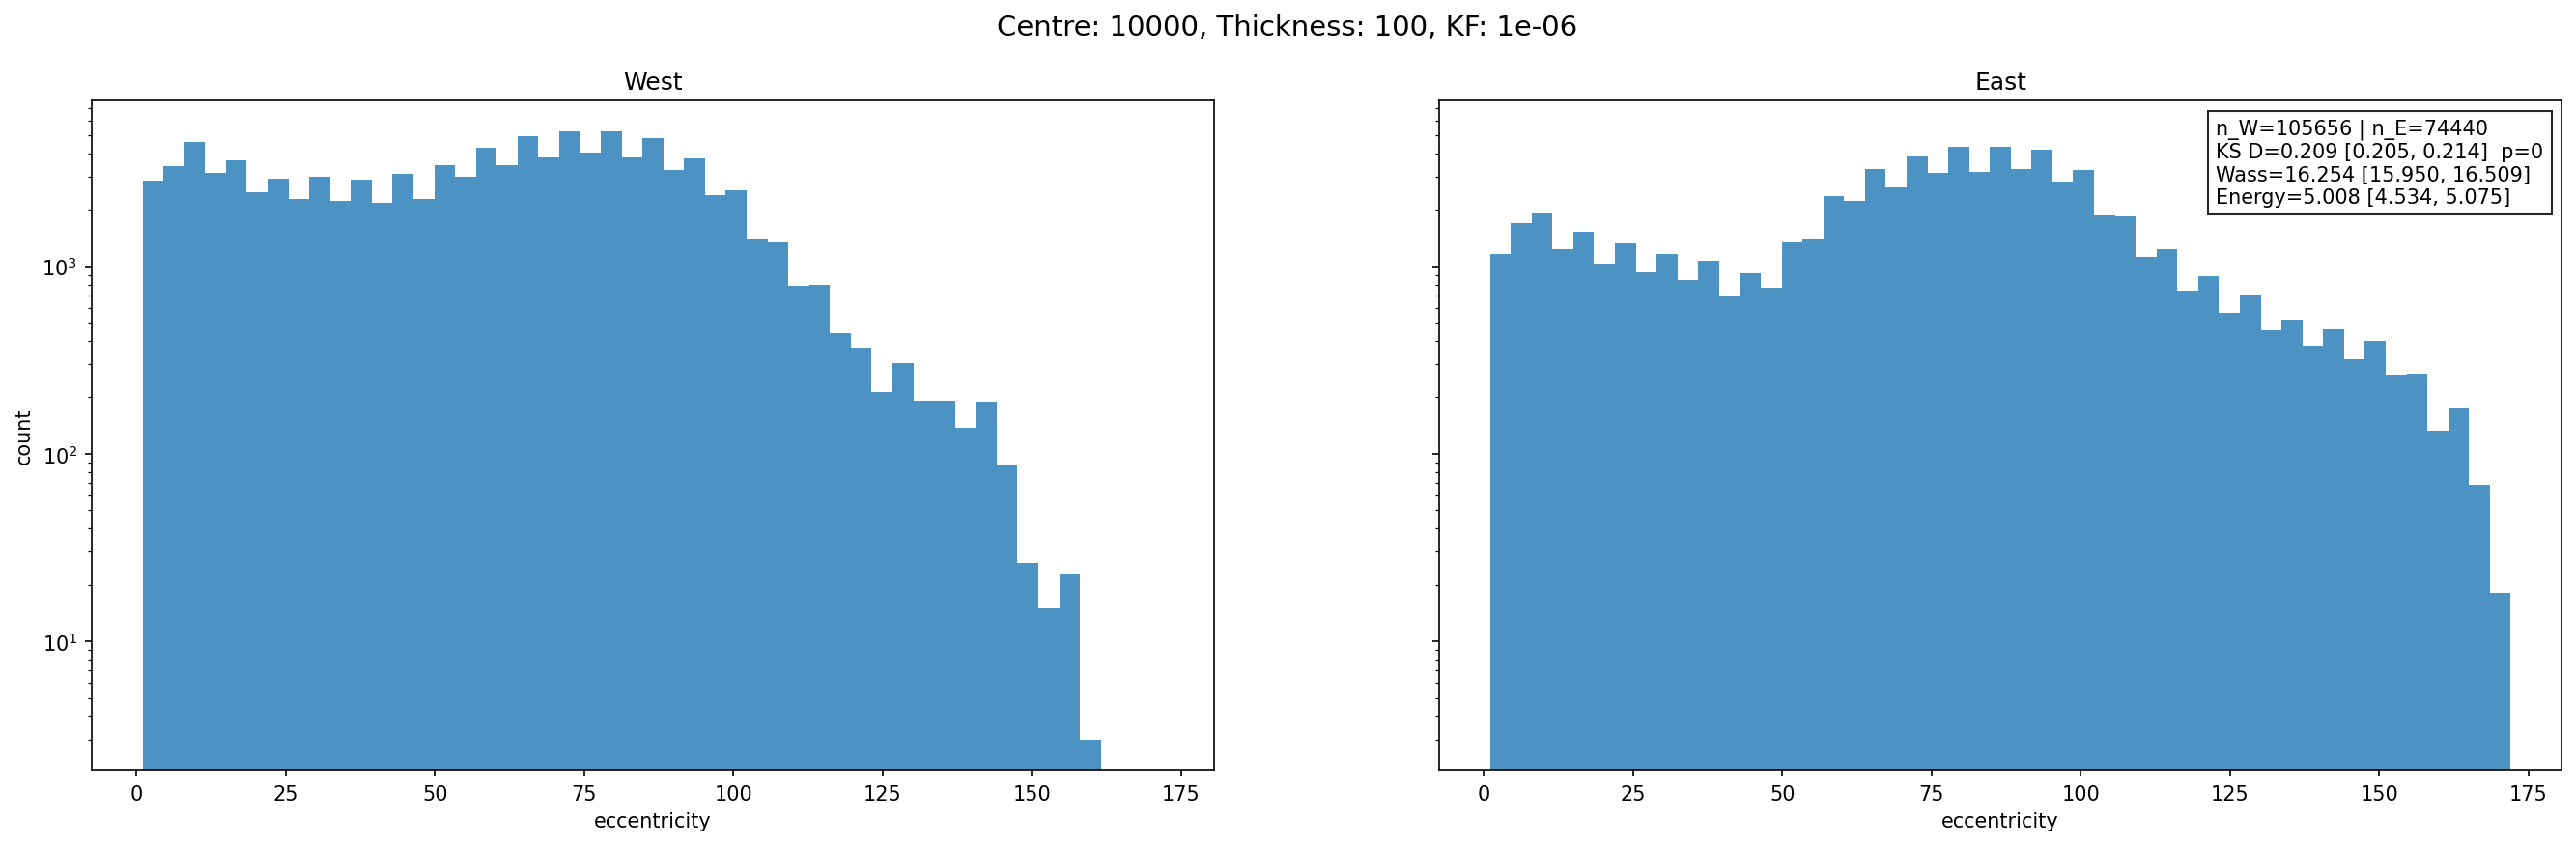 Centre: 10000, Thickness: 100, KF: 1e-06
West
count
10³
10²
10¹
0 25 50 75 100 125 150 175
eccentricity
East
n_W=105656 | n_E=74440
KS D=0.209 [0.205, 0.214]  p=0
Wass=16.254 [15.950, 16.509]
Energy=5.008 [4.534, 5.075]
0 25 50 75 100 125 150 175
eccentricity